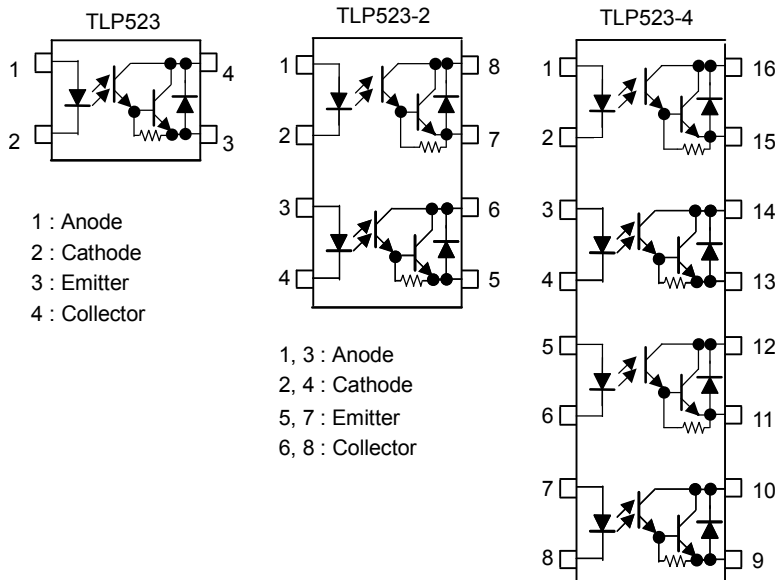 TLP523
1
4
2
3
1 : Anode
2 : Cathode
3 : Emitter
4 : Collector
TLP523-2
1
8
2
7
3
6
4
5
1, 3 : Anode
2, 4 : Cathode
5, 7 : Emitter
6, 8 : Collector
TLP523-4
1
16
2
15
3
14
4
13
5
12
6
11
7
10
8
9